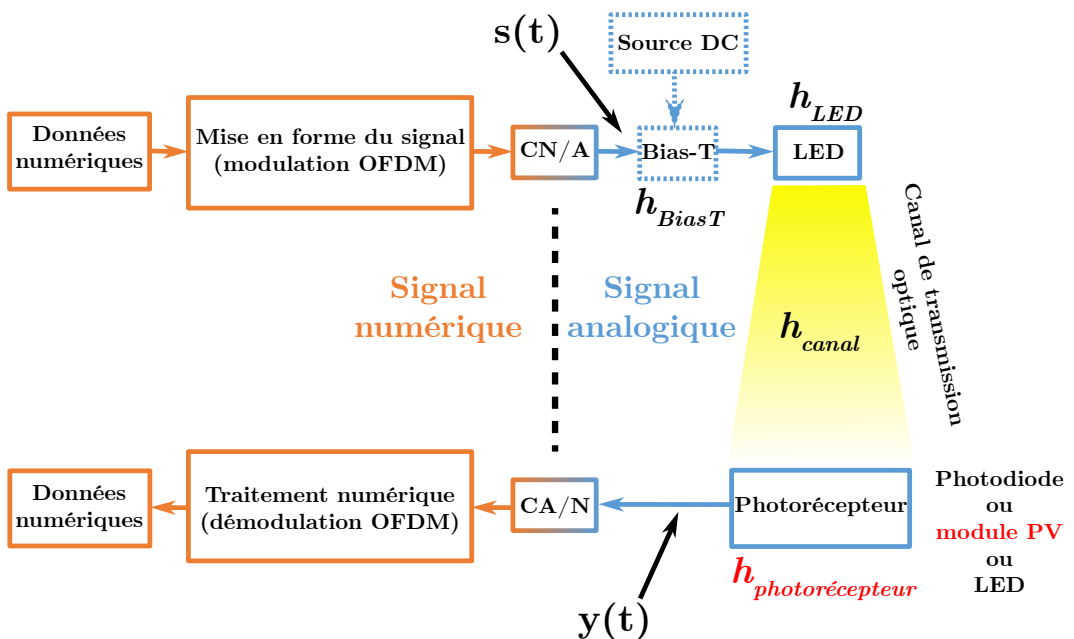 s(t)
Source DC
h_LED
Données
numériques
Mise en forme du signal
(modulation OFDM)
CN/A
Bias-T
LED
h_BiasT
Canal de transmission
optique
Signal
numérique
Signal
analogique
h_canal
Données
numériques
Traitement numérique
(démodulation OFDM)
CA/N
Photorécepteur
Photodiode
ou
module PV
ou
LED
h_photorécepteur
y(t)